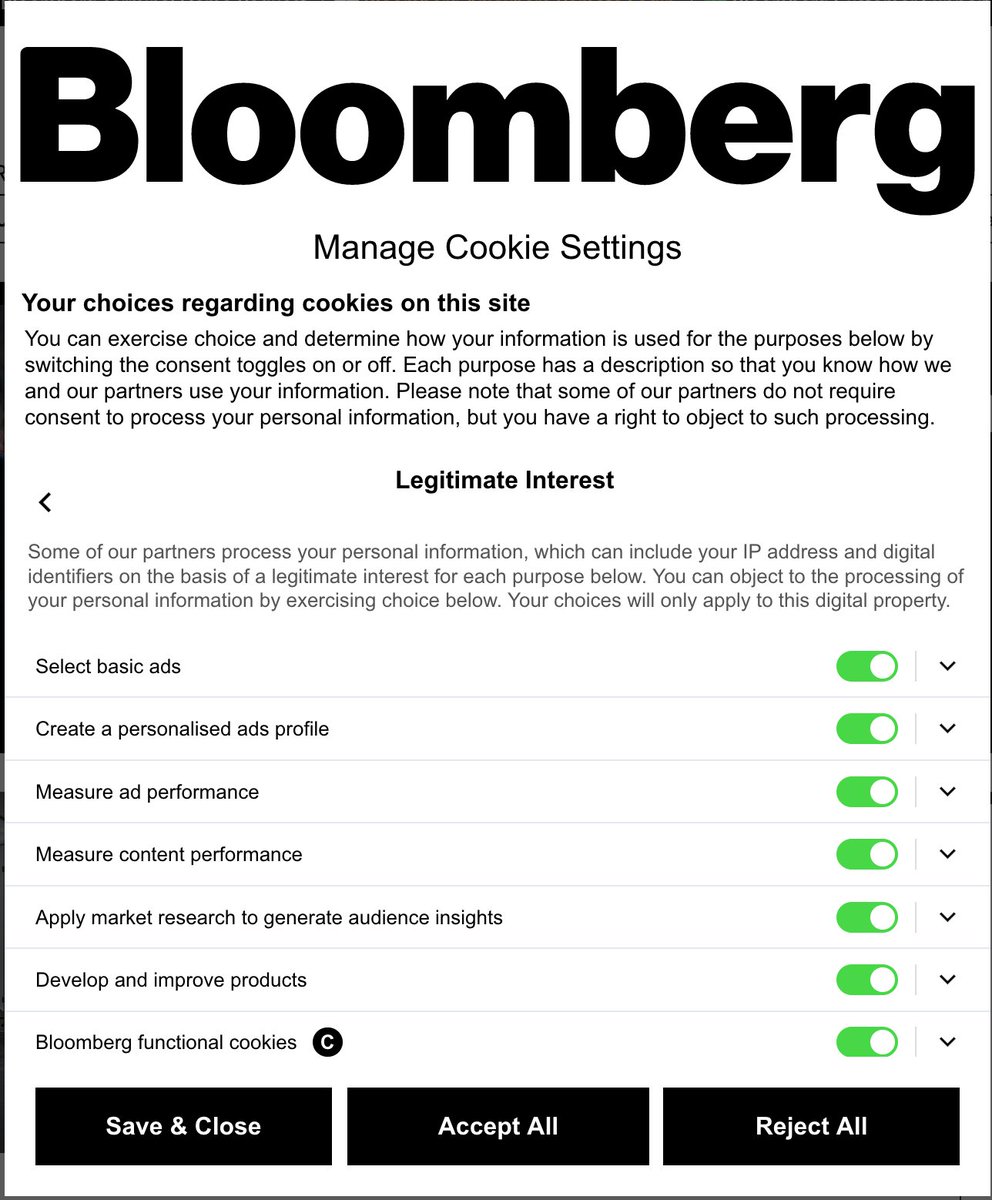 Bloomberg
Manage Cookie Settings
Your choices regarding cookies on this site
You can exercise choice and determine how your information is used for the purposes below by
switching the consent toggles on or off. Each purpose has a description so that you know how we
and our partners use your information. Please note that some of our partners do not require
consent to process your personal information, but you have a right to object to such processing.
Legitimate Interest
Some of our partners process your personal information, which can include your IP address and digital
identifiers on the basis of a legitimate interest for each purpose below. You can object to the processing of
your personal information by exercising choice below. Your choices will only apply to this digital property.
Select basic ads
Create a personalised ads profile
Measure ad performance
Measure content performance
Apply market research to generate audience insights
Develop and improve products
Bloomberg functional cookies C
Save & Close Accept All Reject All